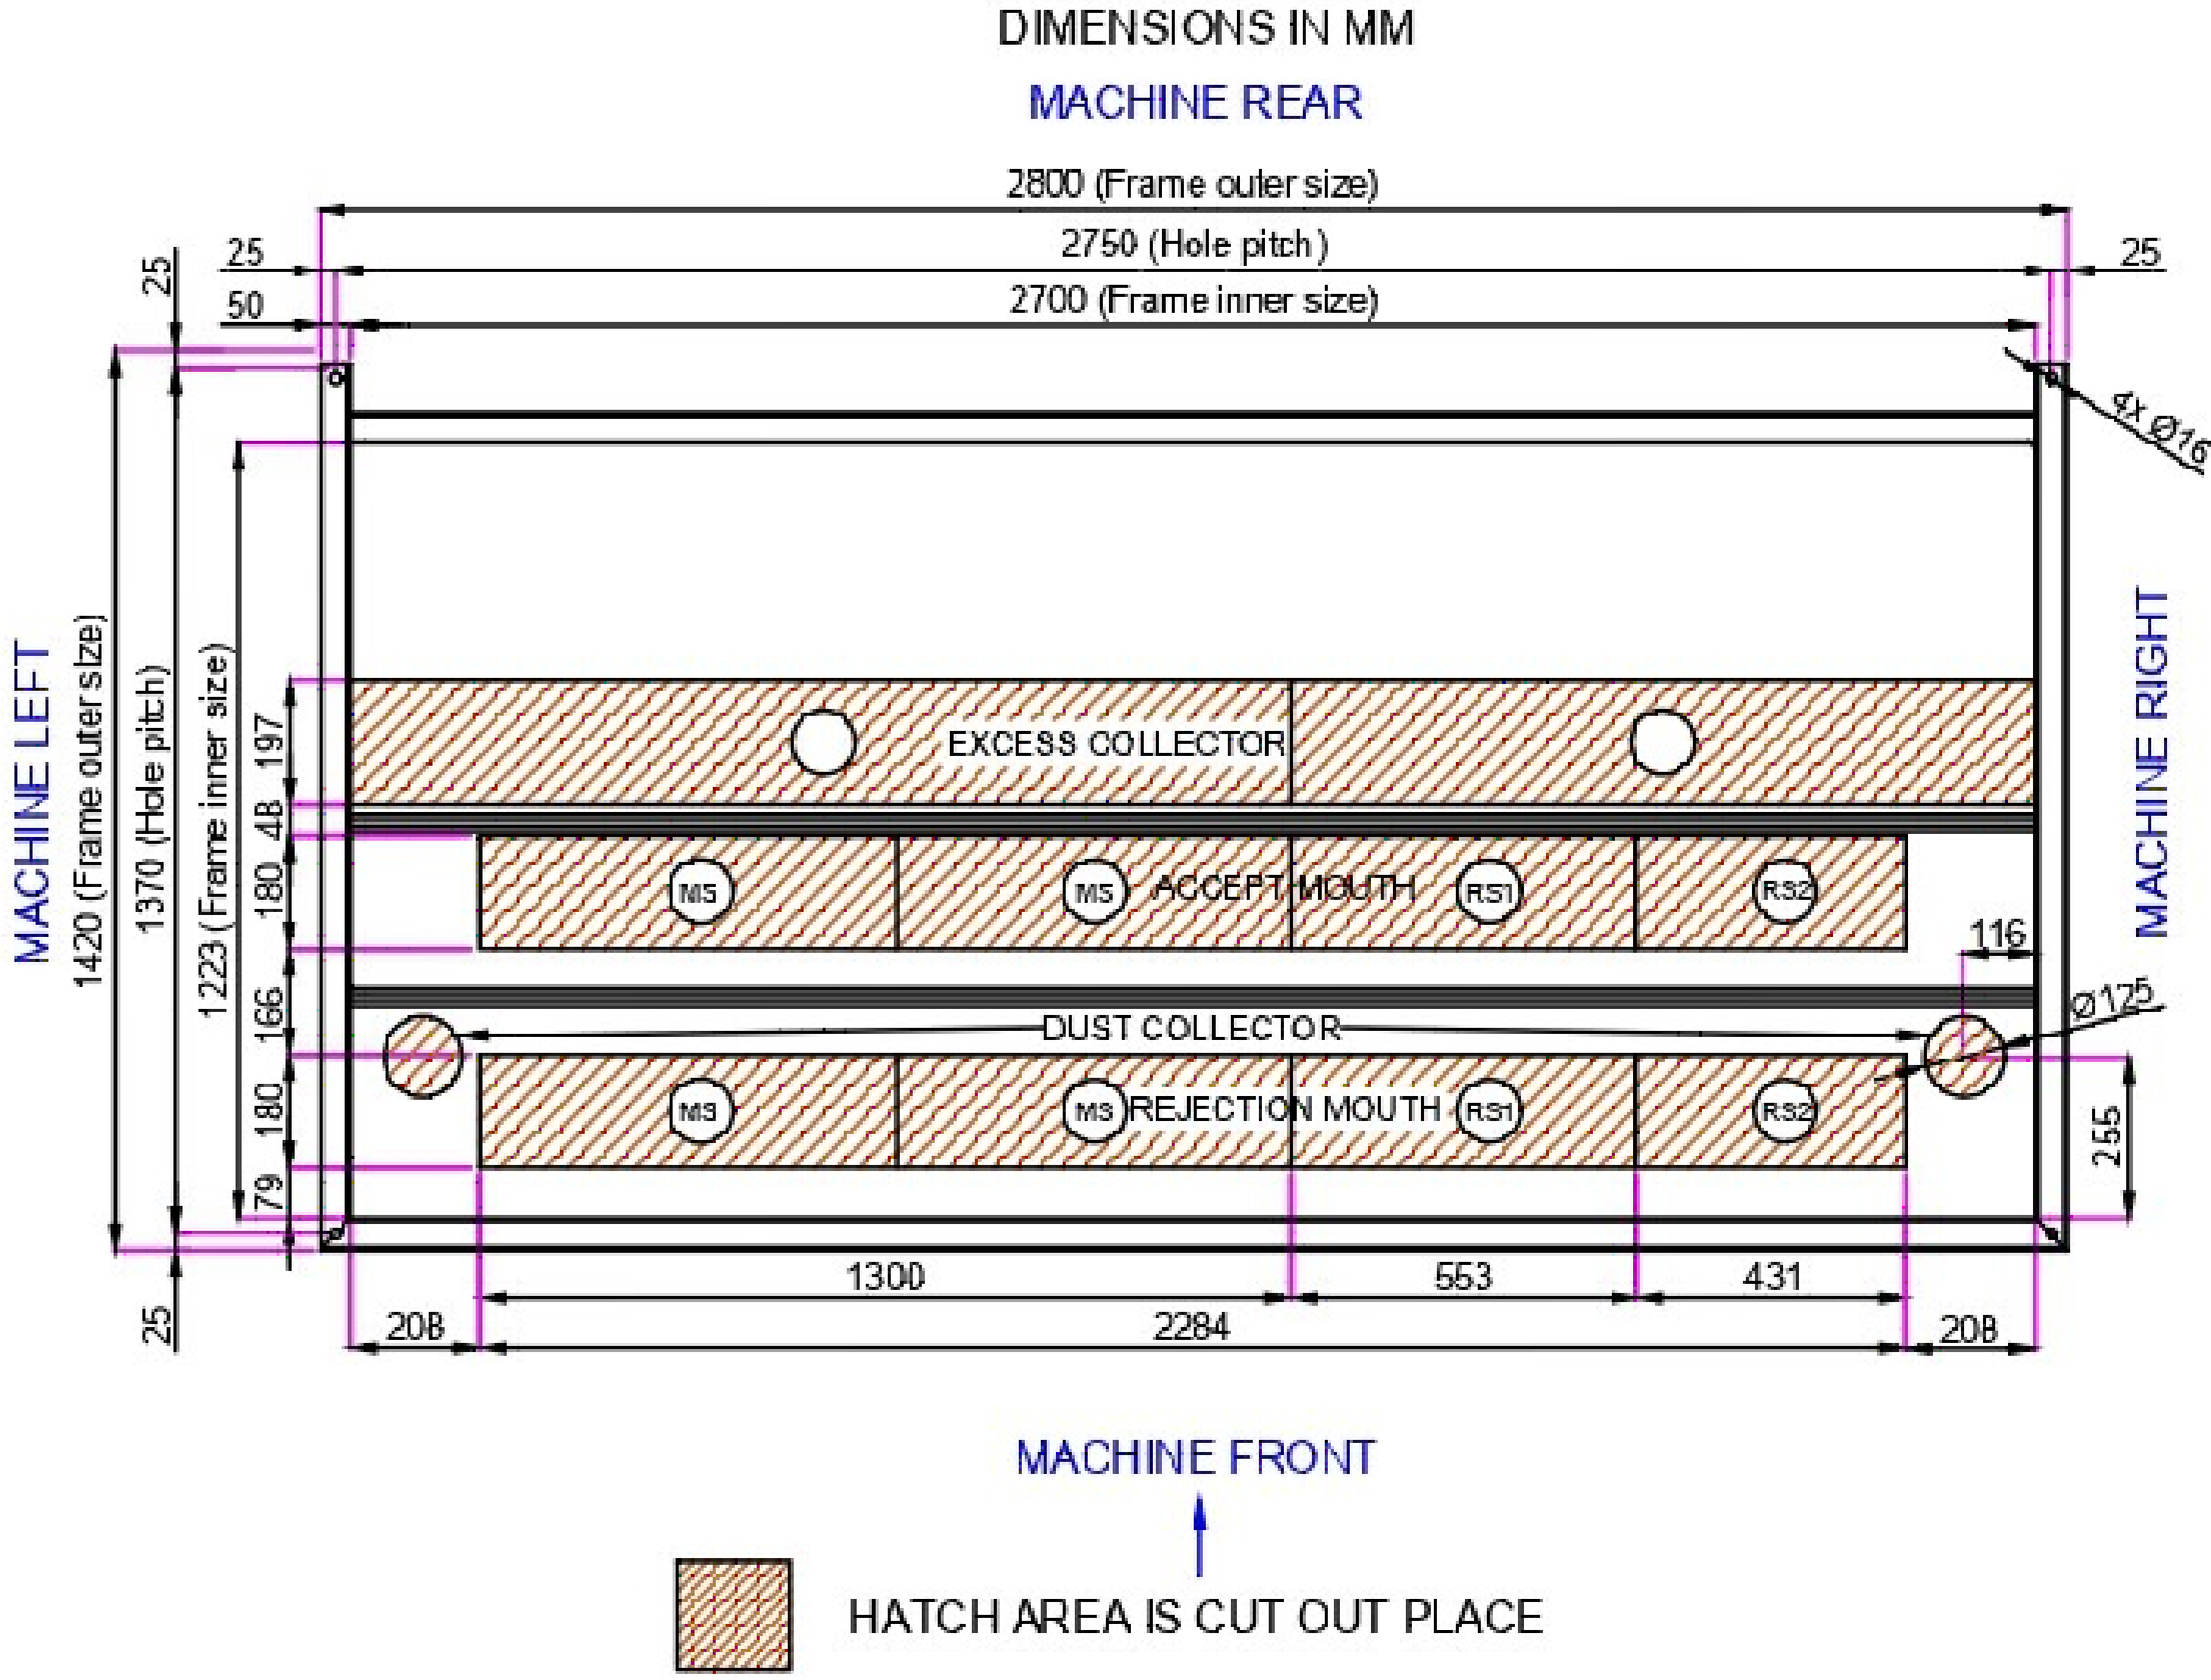 DIMENSIONS IN MM
MACHINE REAR
2800 (Frame outer size)
25
2750 (Hole pitch)
25
25
50
2700 (Frame inner size)
4x Ø16
MACHINE LEFT
1420 (Frame outer size)
1370 (Hole pitch)
1223 (Frame inner size)
MACHINE RIGHT
197
EXCESS COLLECTOR
48
180
MS
MS
ACCEPT MOUTH
RS1
RS2
116
166
Ø125
DUST COLLECTOR
180
MS
MS
REJECTION MOUTH
RS1
RS2
255
79
25
1300
553
431
208
2284
208
MACHINE FRONT
HATCH AREA IS CUT OUT PLACE